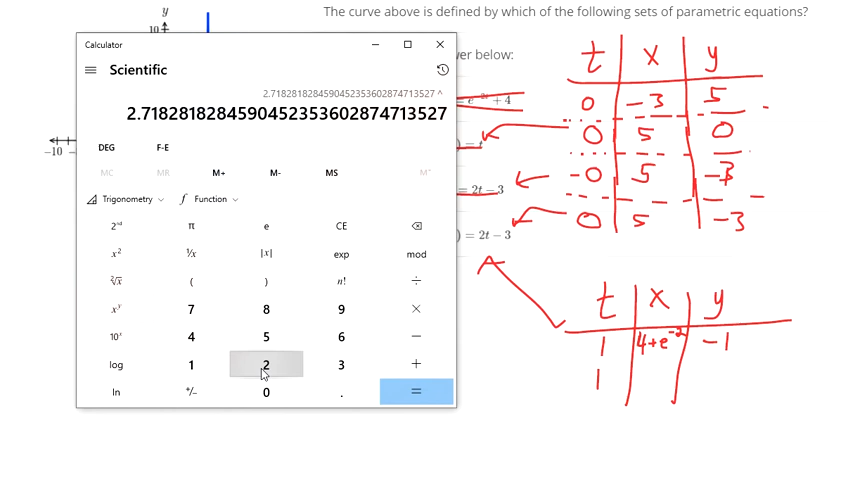 The curve above is defined by which of the following sets of parametric equations?
y
10
-10
wer below:
= e^-2t + 4
) = t
= 2t − 3
) = 2t − 3
Calculator
Scientific
2.7182818284590452353602874713527 ^
2.7182818284590452353602874713527
DEG F-E
MC MR M+ M- MS M˅
Trigonometry f Function
2ⁿᵈ π e CE
x² ¹/x |x| exp mod
²√x ( ) n! ÷
xʸ 7 8 9 ×
10ˣ 4 5 6 −
log 1 2 3 +
ln +/- 0 . =
t x y
0 -3 5
0 5 0
-0 5 -3
0 5 -3
t x y
1 4+e^-2 -1
1